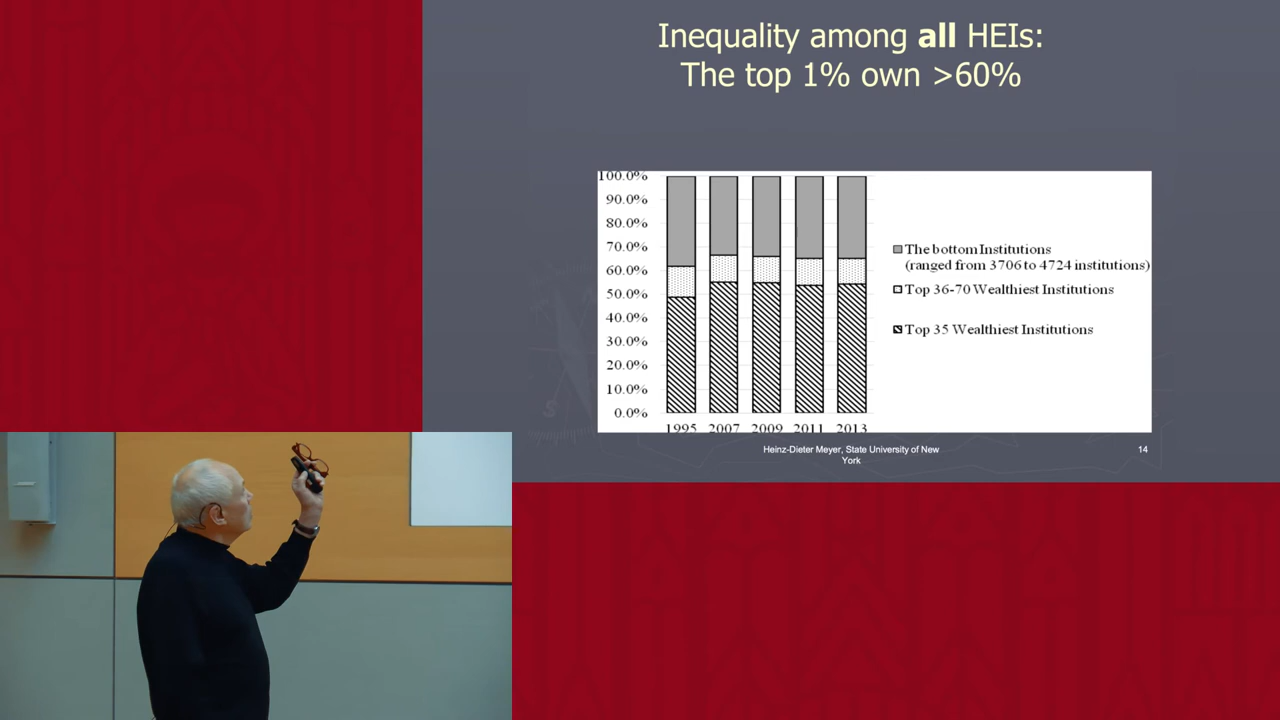 Inequality among all HEIs:
The top 1% own >60%
100.0%
90.0%
80.0%
70.0%
60.0%
50.0%
40.0%
30.0%
20.0%
10.0%
0.0%
1995 2007 2009 2011 2013
The bottom Institutions
(ranged from 3706 to 4724 institutions)
Top 36-70 Wealthiest Institutions
Top 35 Wealthiest Institutions
Heinz-Dieter Meyer, State University of New
York
14